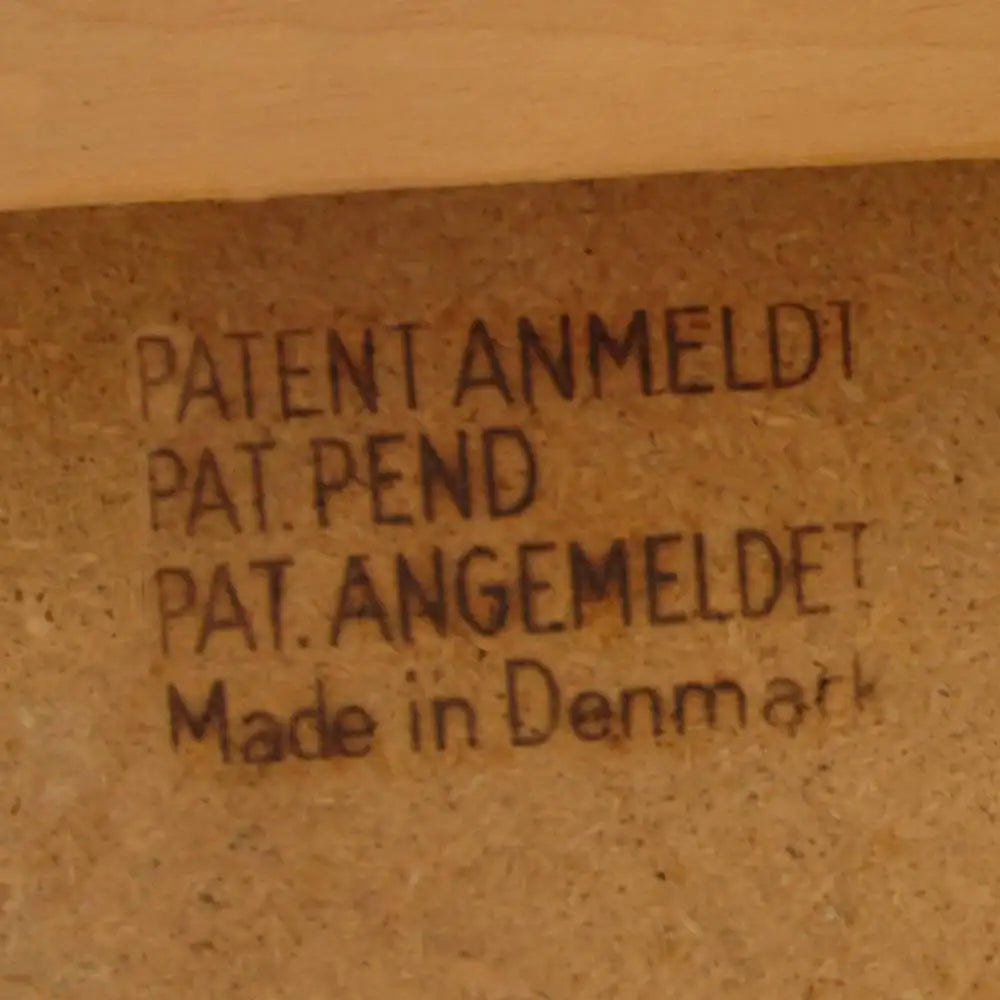 PATENT ANMELDT
PAT. PEND
PAT. ANGEMELDET
Made in Denmark